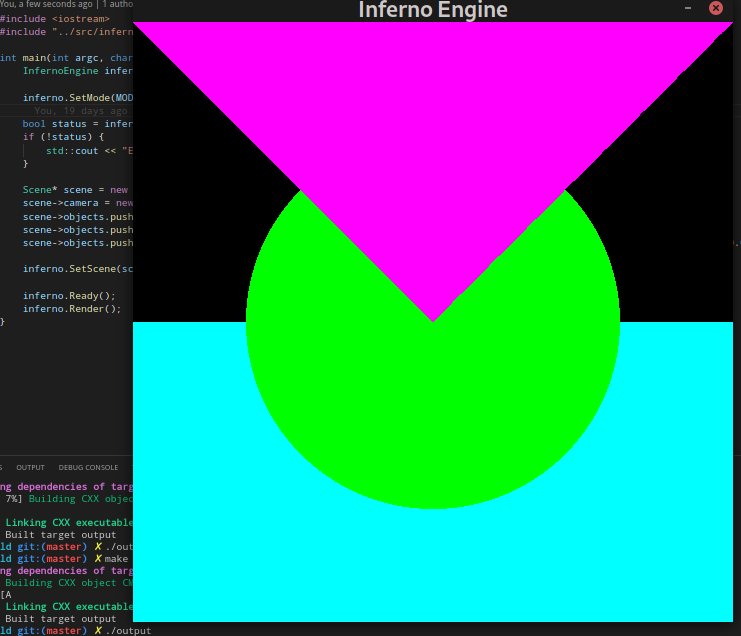 You, a few seconds ago | 1 autho
Inferno Engine
#include <iostream>
#include "../src/infern
int main(int argc, char
InfernoEngine infer
inferno.SetMode(MOD
You, 19 days ago
bool status = infer
if (!status) {
std::cout << "E
}
Scene* scene = new
scene->camera = new
scene->objects.push
scene->objects.push
scene->objects.push
inferno.SetScene(sc
inferno.Ready();
inferno.Render();
}
S OUTPUT DEBUG CONSOLE
ng dependencies of targ
7%] Building CXX objec
Linking CXX executable
Built target output
ld git:(master) ✗ ./out
ld git:(master) ✗ make
ng dependencies of targ
Building CXX object CM
[A
Linking CXX executable
Built target output
ld git:(master) ✗ ./output